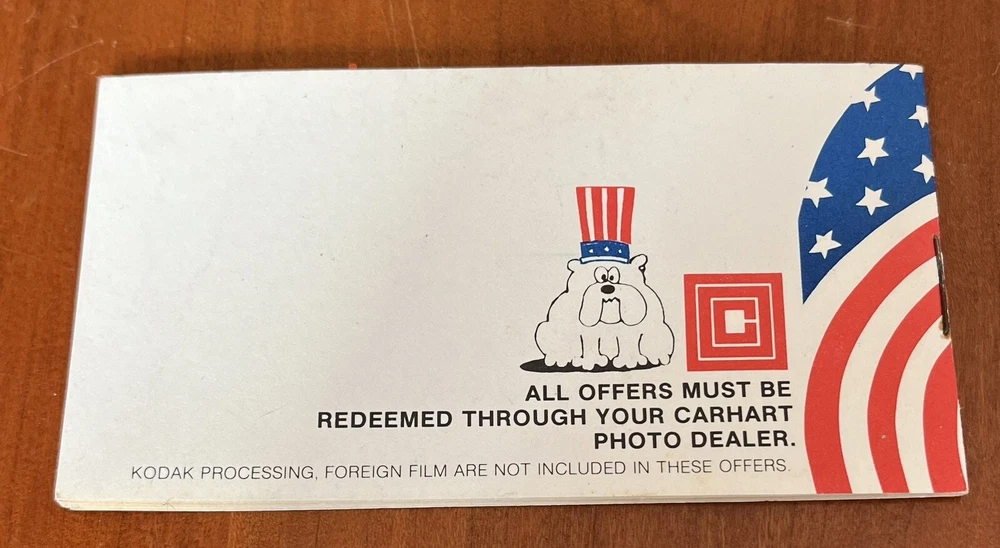 ALL OFFERS MUST BE
REDEEMED THROUGH YOUR CARHART
PHOTO DEALER.
KODAK PROCESSING, FOREIGN FILM ARE NOT INCLUDED IN THESE OFFERS.